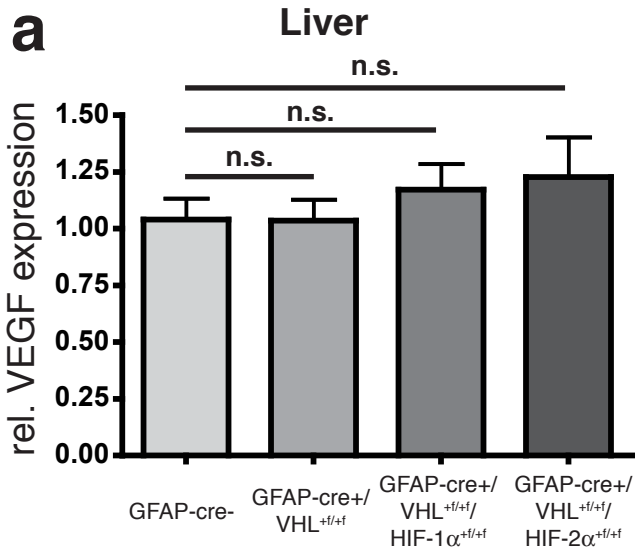 a
Liver
n.s.
n.s.
n.s.
rel. VEGF expression
1.50
1.25
1.00
0.75
0.50
0.25
0.00
GFAP-cre-
GFAP-cre+/
VHL+f/+f
GFAP-cre+/
VHL+f/+f/
HIF-1α+f/+f
GFAP-cre+/
VHL+f/+f/
HIF-2α+f/+f